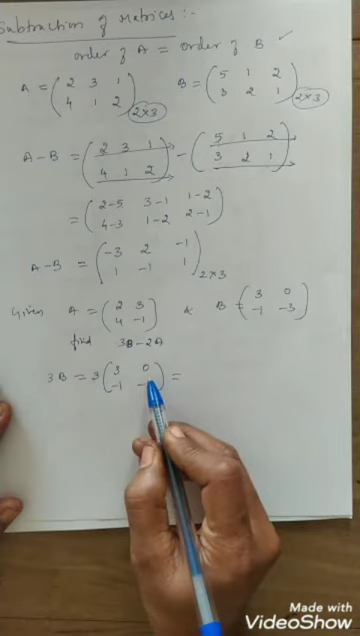 Subtraction of Matrices:-
order of A = order of B ✓
A = ( 2 3 1 B = ( 5 1 2
4 1 2 )2×3 3 2 1 )2×3
A-B = ( 2 3 1 - ( 5 1 2
4 1 2 ) 3 2 1 )
= ( 2-5 3-1 1-2
4-3 1-2 2-1 )
A-B = ( -3 2 -1
1 -1 1 )2×3
Given A = ( 2 3 & B = ( 3 0
4 -1 ) -1 -3 )
find 3B-2A
3B = 3 ( 3 0 =
-1 - )
Made with
VideoShow